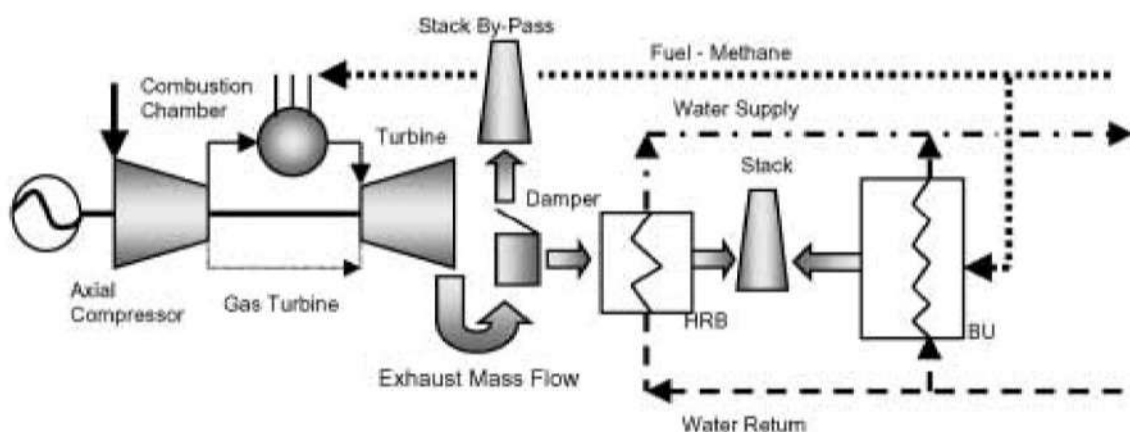 Stack By-Pass
Fuel - Methane
Combustion
Chamber
Water Supply
Turbine
Stack
Damper
Axial
Compressor
Gas Turbine
HRB
BU
Exhaust Mass Flow
Water Return